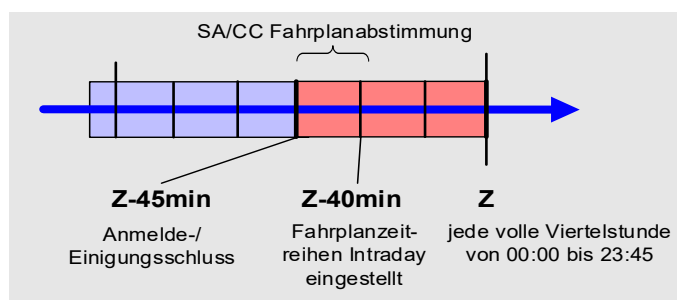 SA/CC Fahrplanabstimmung
Z-45min
Anmelde-/
Einigungsschluss
Z-40min
Fahrplanzeit-
reihen Intraday
eingestellt
Z
jede volle Viertelstunde
von 00:00 bis 23:45